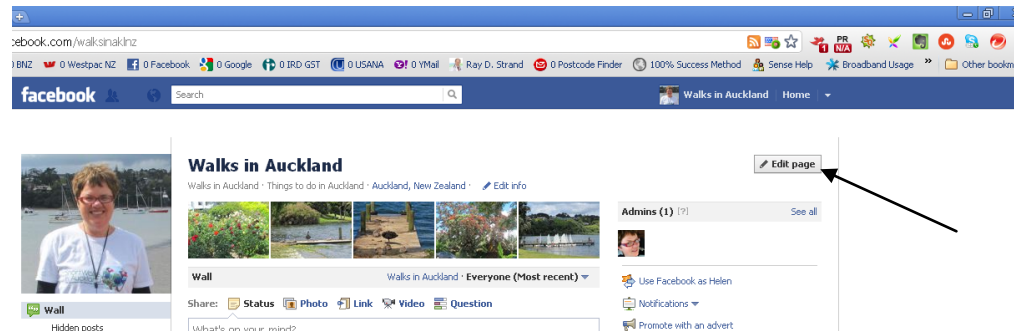 cebook.com/walksinaklnz
PR
1 N/A
BNZ 0 Westpac NZ 0 Facebook 0 Google 0 IRD GST 0 USANA 0 YMail Ray D. Strand 0 Postcode Finder 100% Success Method Sense Help Broadband Usage » Other bookm
facebook Search Walks in Auckland Home
Walks in Auckland Edit page
Walks in Auckland · Things to do in Auckland · Auckland, New Zealand · Edit info
Admins (1) [?] See all
Wall Walks in Auckland · Everyone (Most recent)
Use Facebook as Helen
Share: Status Photo Link Video Question
Notifications
Wall
Hidden posts
What's on your mind?
Promote with an advert